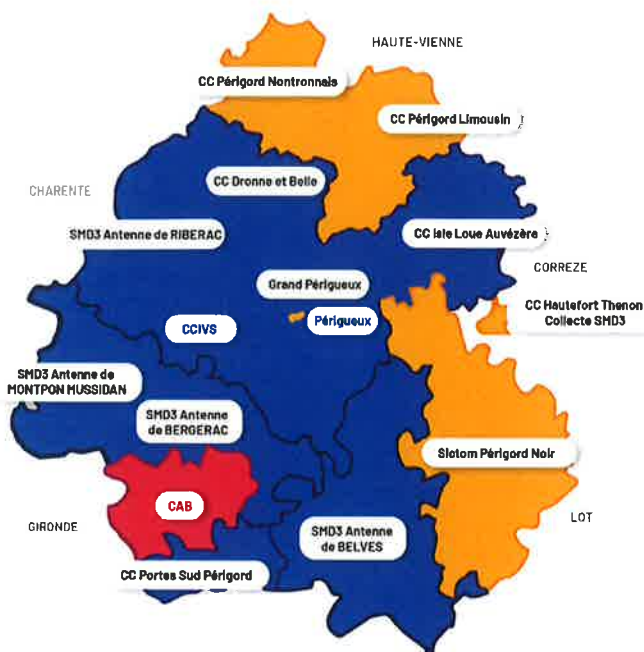 HAUTE-VIENNE
CC Périgord Nontronnais
CC Périgord Limousin
CC Dronne et Belle
CHARENTE
SMD3 Antenne de RIBERAC
CC Isle Loue Auvézère
CORREZE
Grand Périgueux
CC Hautefort Thenon
Collecte SMD3
Périgueux
CCIVS
SMD3 Antenne de
MONTPON MUSSIDAN
SMD3 Antenne
de BERGERAC
Sictom Périgord Noir
CAB
LOT
GIRONDE
SMD3 Antenne
de BELVES
CC Portes Sud Périgord